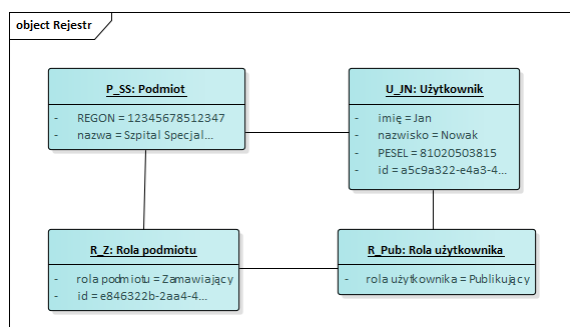 object Rejestr
P_SS: Podmiot
- REGON = 12345678512347
- nazwa = Szpital Specjal...
U_JN: Użytkownik
- imię = Jan
- nazwisko = Nowak
- PESEL = 81020503815
- id = a5c9a322-e4a3-4...
R_Z: Rola podmiotu
- rola podmiotu = Zamawiający
- id = e846322b-2aa4-4...
R_Pub: Rola użytkownika
- rola użytkownika = Publikujący